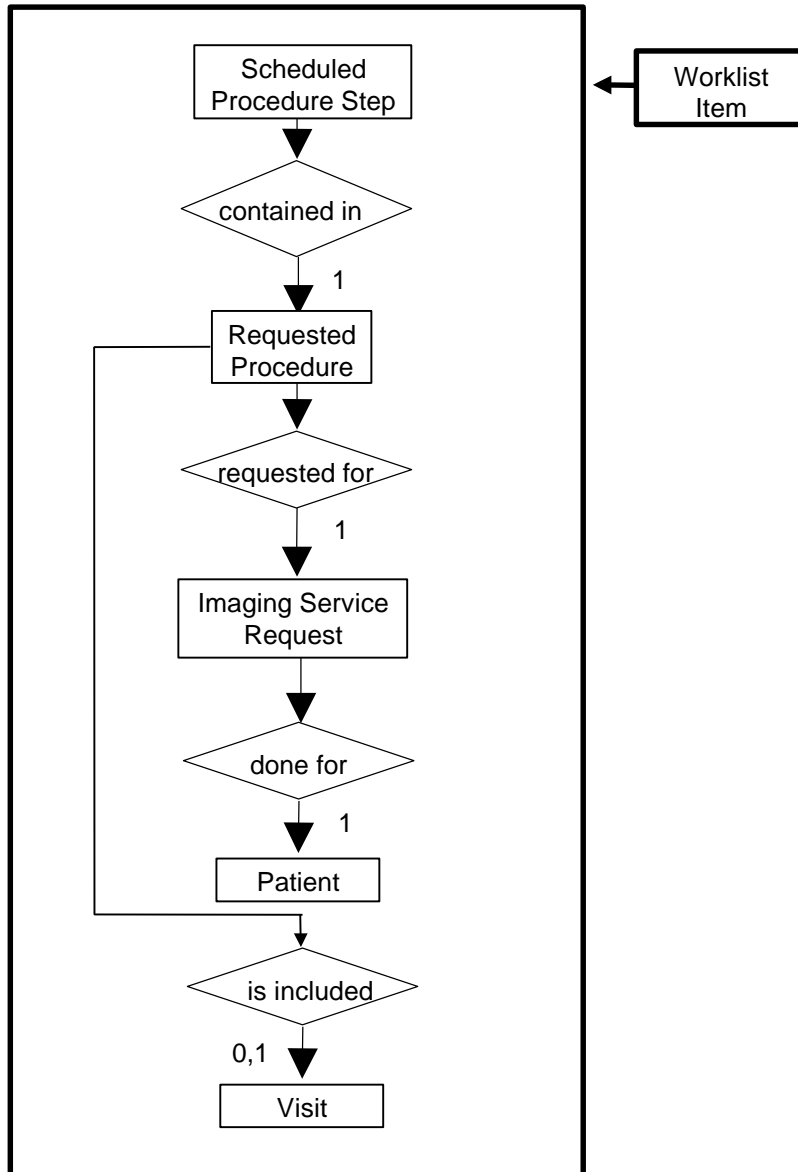 Scheduled
Procedure Step
Worklist
Item
contained in
1
Requested
Procedure
requested for
1
Imaging Service
Request
done for
1
Patient
is included
0,1
Visit